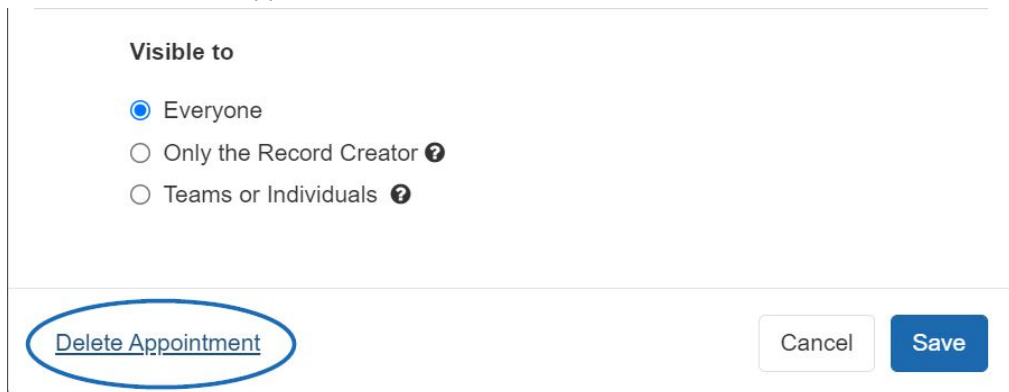 Visible to
Everyone
Only the Record Creator ?
Teams or Individuals ?
Delete Appointment
Cancel
Save